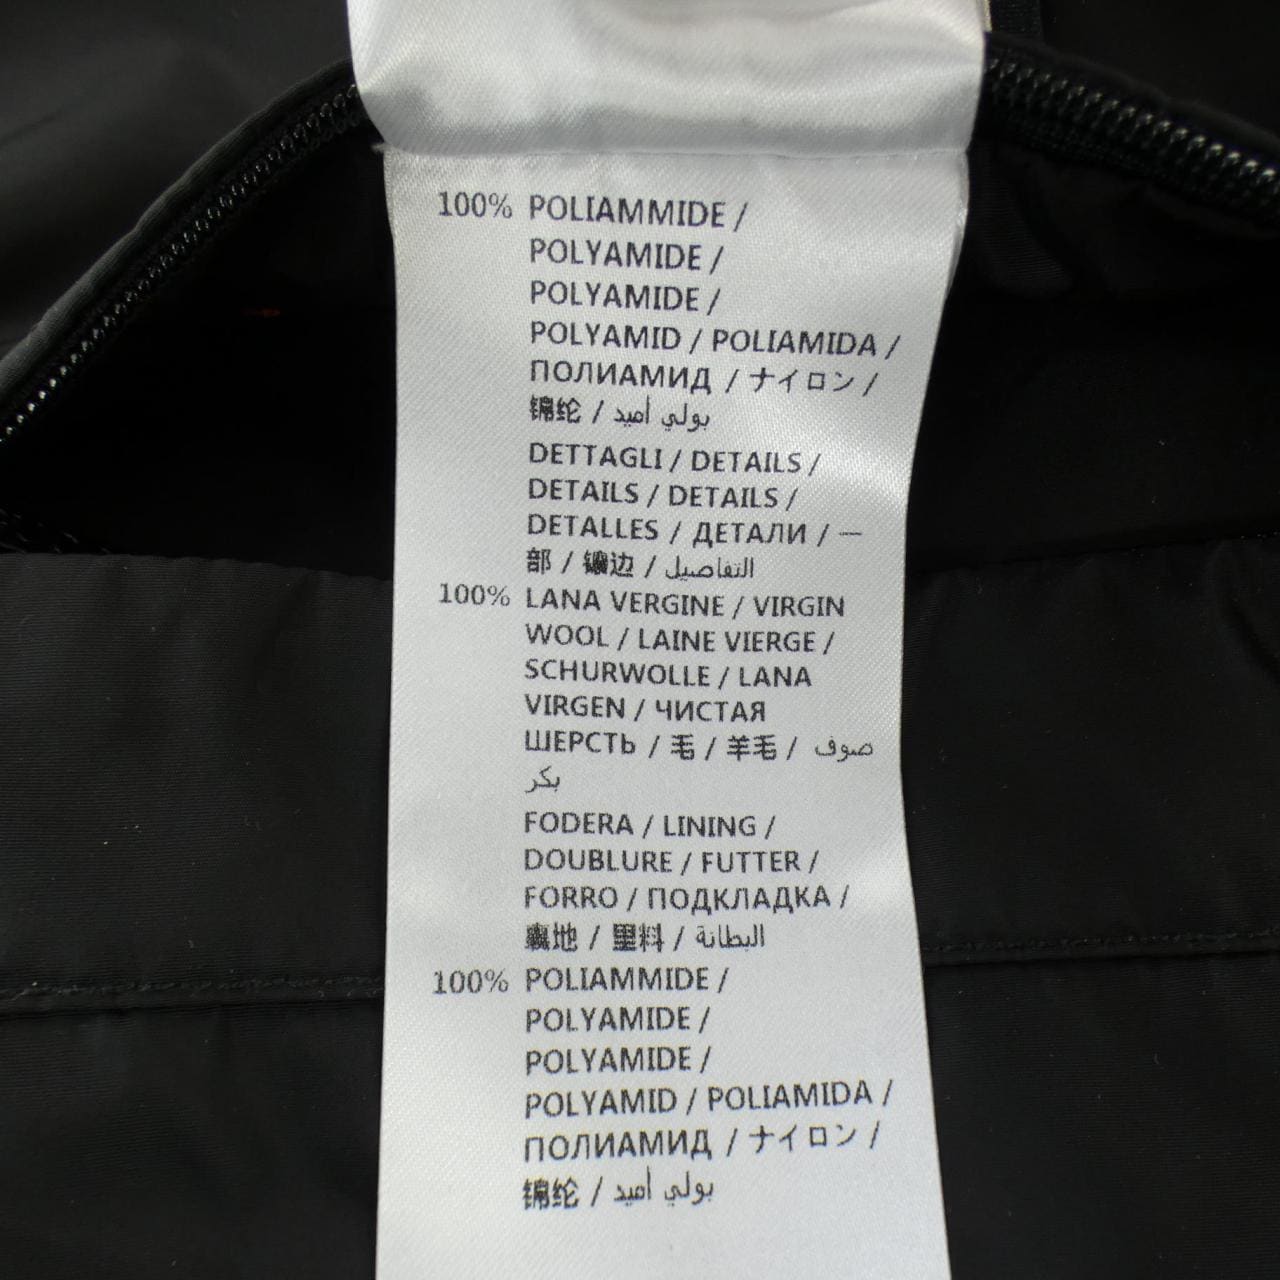 100% POLIAMMIDE /
POLYAMIDE /
POLYAMIDE /
POLYAMID / POLIAMIDA /
ПОЛИАМИД / ナイロン /
锦纶 / بولي أميد
DETTAGLI / DETAILS /
DETAILS / DETAILS /
DETALLES / ДЕТАЛИ / 一
部 / 镶边 / التفاصيل
100% LANA VERGINE / VIRGIN
WOOL / LAINE VIERGE /
SCHURWOLLE / LANA
VIRGEN / ЧИСТАЯ
ШЕРСТЬ / 毛 / 羊毛 / صوف
بكر
FODERA / LINING /
DOUBLURE / FUTTER /
FORRO / ПОДКЛАДКА /
裏地 / 里料 / البطانة
100% POLIAMMIDE /
POLYAMIDE /
POLYAMIDE /
POLYAMID / POLIAMIDA /
ПОЛИАМИД / ナイロン /
锦纶 / بولي أميد